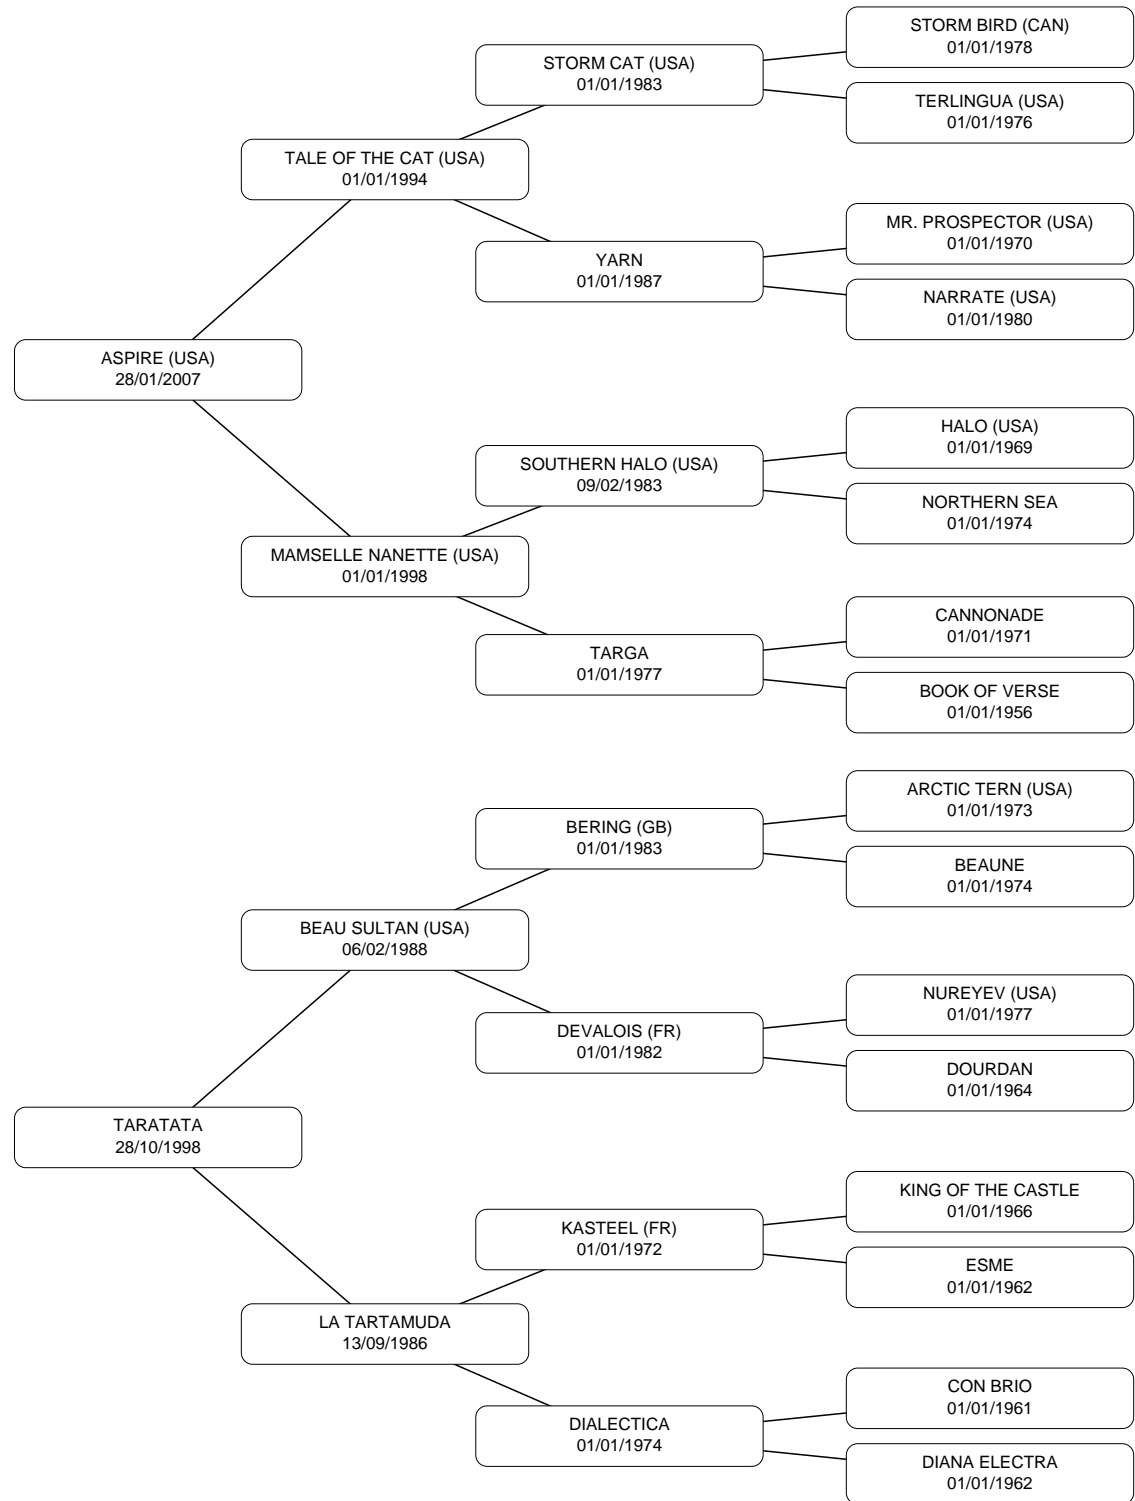 STORM BIRD (CAN)
01/01/1978
STORM CAT (USA)
01/01/1983
TERLINGUA (USA)
01/01/1976
TALE OF THE CAT (USA)
01/01/1994
MR. PROSPECTOR (USA)
01/01/1970
YARN
01/01/1987
NARRATE (USA)
01/01/1980
ASPIRE (USA)
28/01/2007
HALO (USA)
01/01/1969
SOUTHERN HALO (USA)
09/02/1983
NORTHERN SEA
01/01/1974
MAMSELLE NANETTE (USA)
01/01/1998
CANNONADE
01/01/1971
TARGA
01/01/1977
BOOK OF VERSE
01/01/1956
ARCTIC TERN (USA)
01/01/1973
BERING (GB)
01/01/1983
BEAUNE
01/01/1974
BEAU SULTAN (USA)
06/02/1988
NUREYEV (USA)
01/01/1977
DEVALOIS (FR)
01/01/1982
DOURDAN
01/01/1964
TARATATA
28/10/1998
KING OF THE CASTLE
01/01/1966
KASTEEL (FR)
01/01/1972
ESME
01/01/1962
LA TARTAMUDA
13/09/1986
CON BRIO
01/01/1961
DIALECTICA
01/01/1974
DIANA ELECTRA
01/01/1962